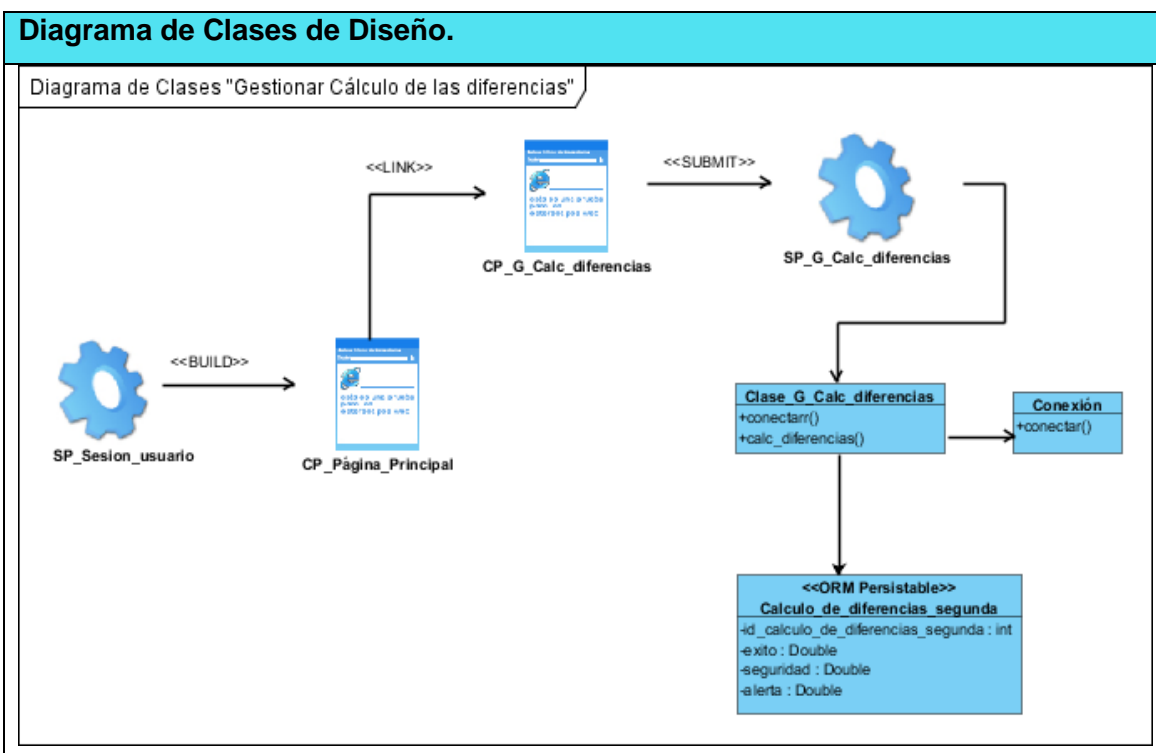 Diagrama de Clases de Diseño.
Diagrama de Clases "Gestionar Cálculo de las diferencias"
<<LINK>>
<<SUBMIT>>
CP_G_Calc_diferencias
SP_G_Calc_diferencias
<<BUILD>>
SP_Sesion_usuario
CP_Página_Principal
Clase_G_Calc_diferencias
+conectarr()
+calc_diferencias()
Conexión
+conectar()
<<ORM Persistable>>
Calculo_de_diferencias_segunda
-id_calculo_de_diferencias_segunda : int
-exito : Double
-seguridad : Double
-alerta : Double